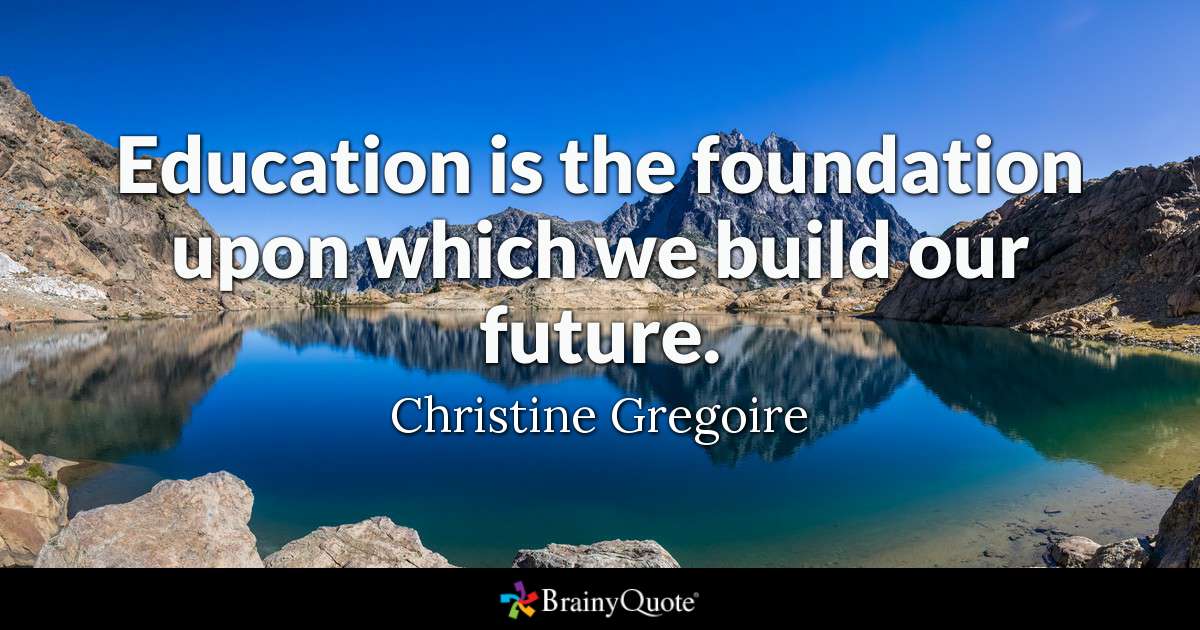 Education is the foundation
upon which we build our
future.
Christine Gregoire
BrainyQuote®